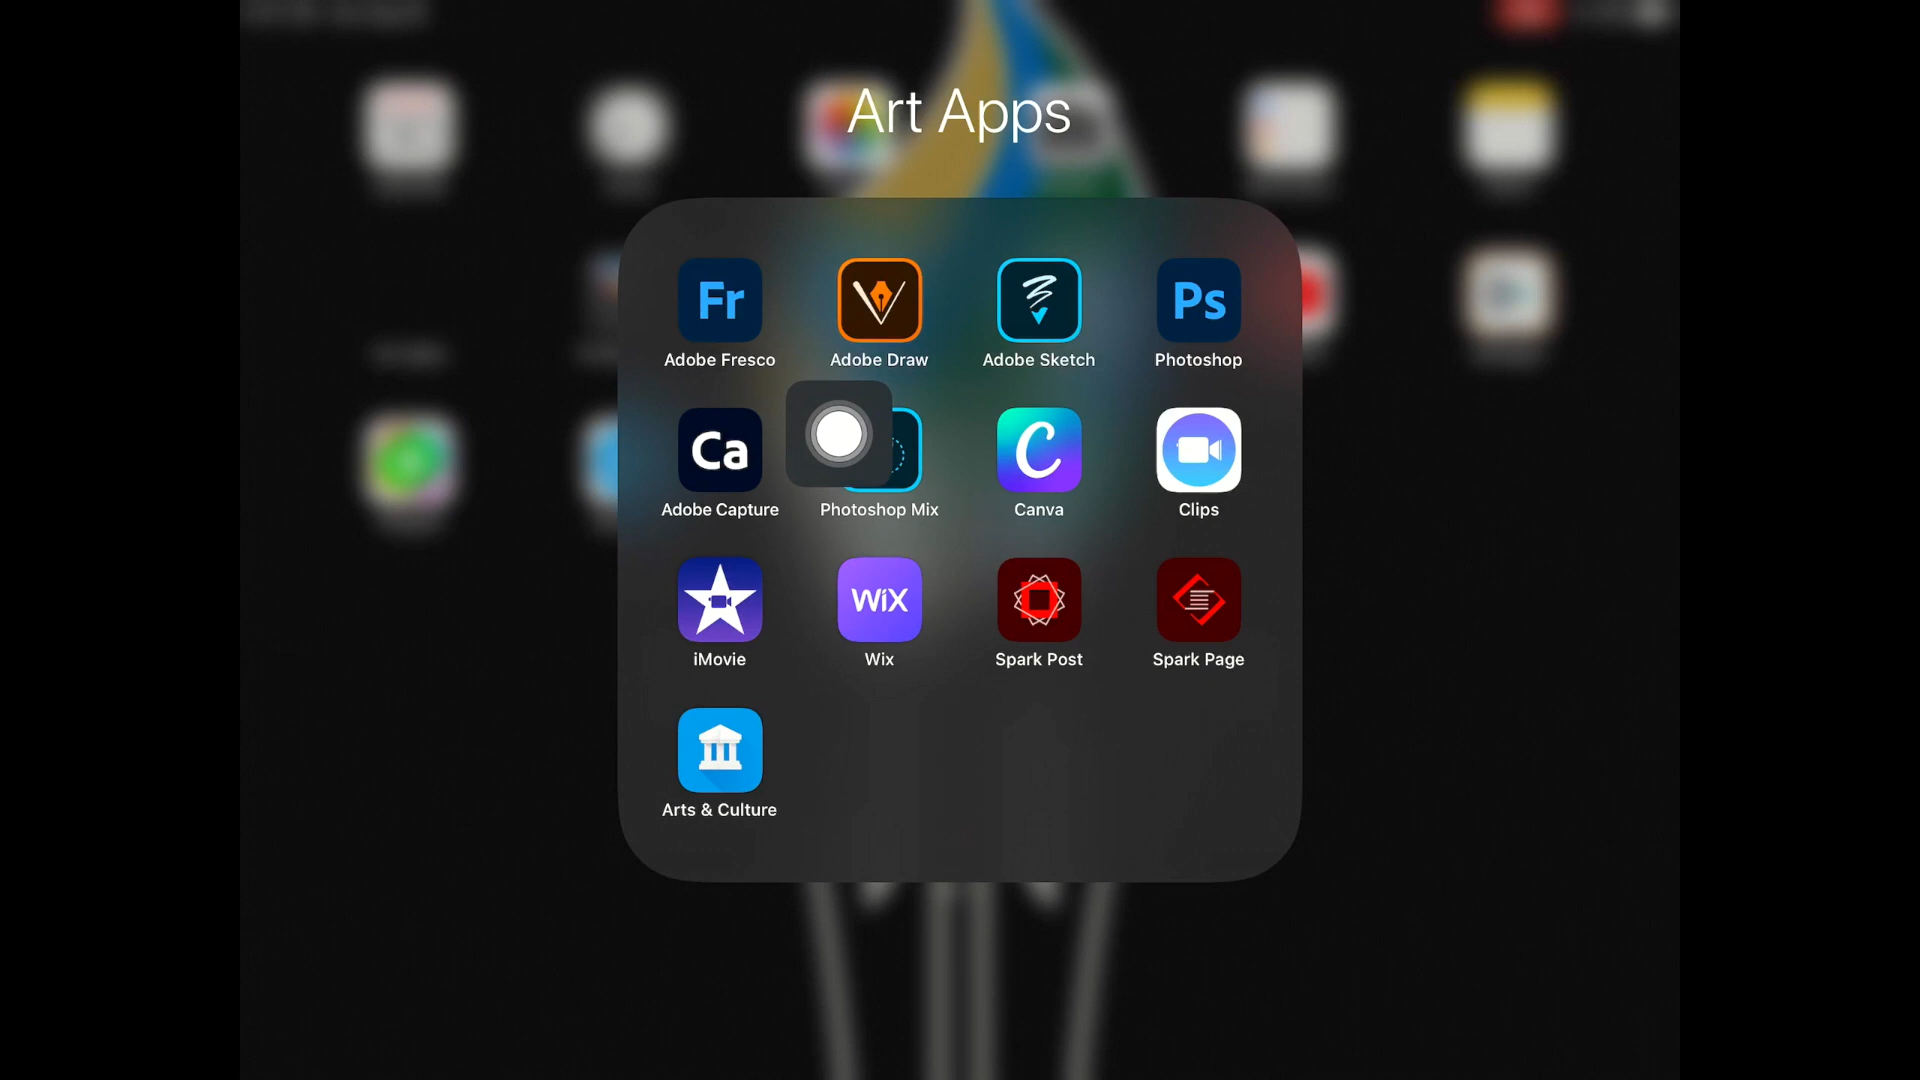 Art Apps
Fr
Ps
Adobe Fresco
Adobe Draw
Adobe Sketch
Photoshop
Ca
C
Adobe Capture
Photoshop Mix
Canva
Clips
WiX
iMovie
Wix
Spark Post
Spark Page
Arts & Culture